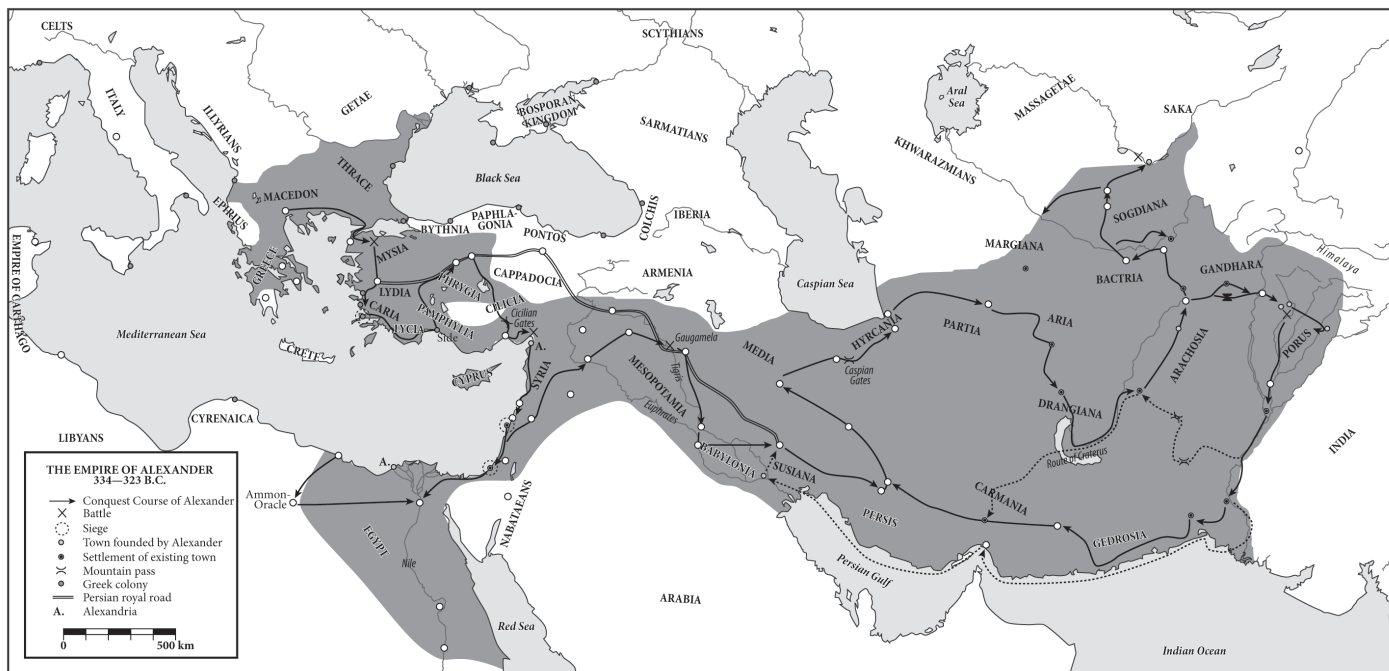 CELTS
SCYTHIANS
ITALY
ILLYRIANS
GETAE
BOSPORAN
KINGDOM
SARMATIANS
Aral
Sea
MASSAGETAE
SAKA
KHWARAZMIANS
THRACE
Black Sea
MACEDON
EPIRIUS
GREECE
BYTHNIA
PAPHLA-
GONIA
PONTOS
COLCHIS
IBERIA
ARMENIA
CAPPADOCIA
MYSIA
LYDIA
PHRYGIA
CARIA
PAMPHYLIA
LYCIA
Side
CILICIA
Cilician
Gates
A.
EMPIRE OF CARTHAGO
Mediterranean Sea
CRETE
CYPRUS
SYRIA
Caspian Sea
MARGIANA
SOGDIANA
BACTRIA
GANDHARA
Himalaya
HYRCANIA
PARTIA
ARIA
Caspian
Gates
MEDIA
Gaugamela
Tigris
MESOPOTAMIA
Euphrates
BABYLONIA
SUSIANA
ARACHOSIA
PORUS
DRANGIANA
Route of Craterus
INDIA
CARMANIA
PERSIS
GEDROSIA
Persian Gulf
CYRENAICA
LIBYANS
A.
Ammon-
Oracle
EGYPT
Nile
NABATAEANS
Red Sea
ARABIA
Indian Ocean
THE EMPIRE OF ALEXANDER
334—323 B.C.
Conquest Course of Alexander
Battle
Siege
Town founded by Alexander
Settlement of existing town
Mountain pass
Greek colony
Persian royal road
A. Alexandria
0 500 km